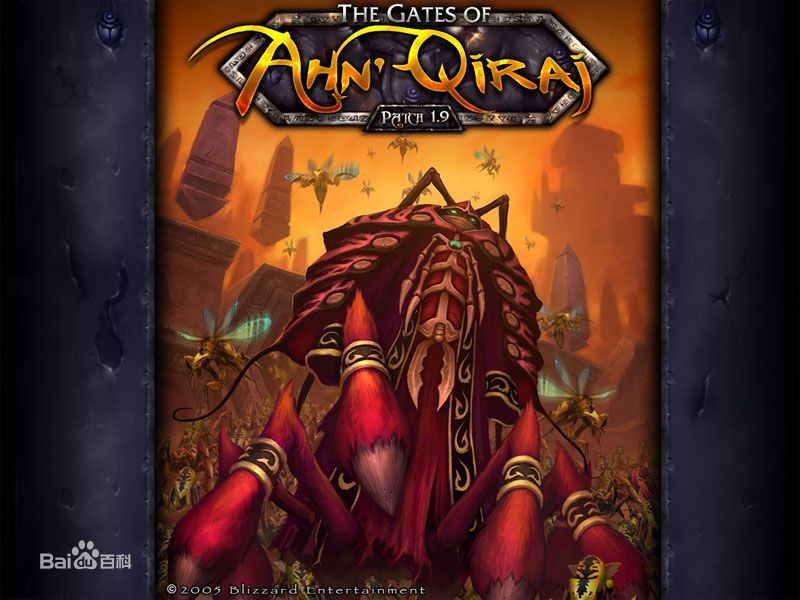 THE GATES OF
AHN'QIRAJ
PATCH 1.9
Baidu百科
©2005 Blizzard Entertainment